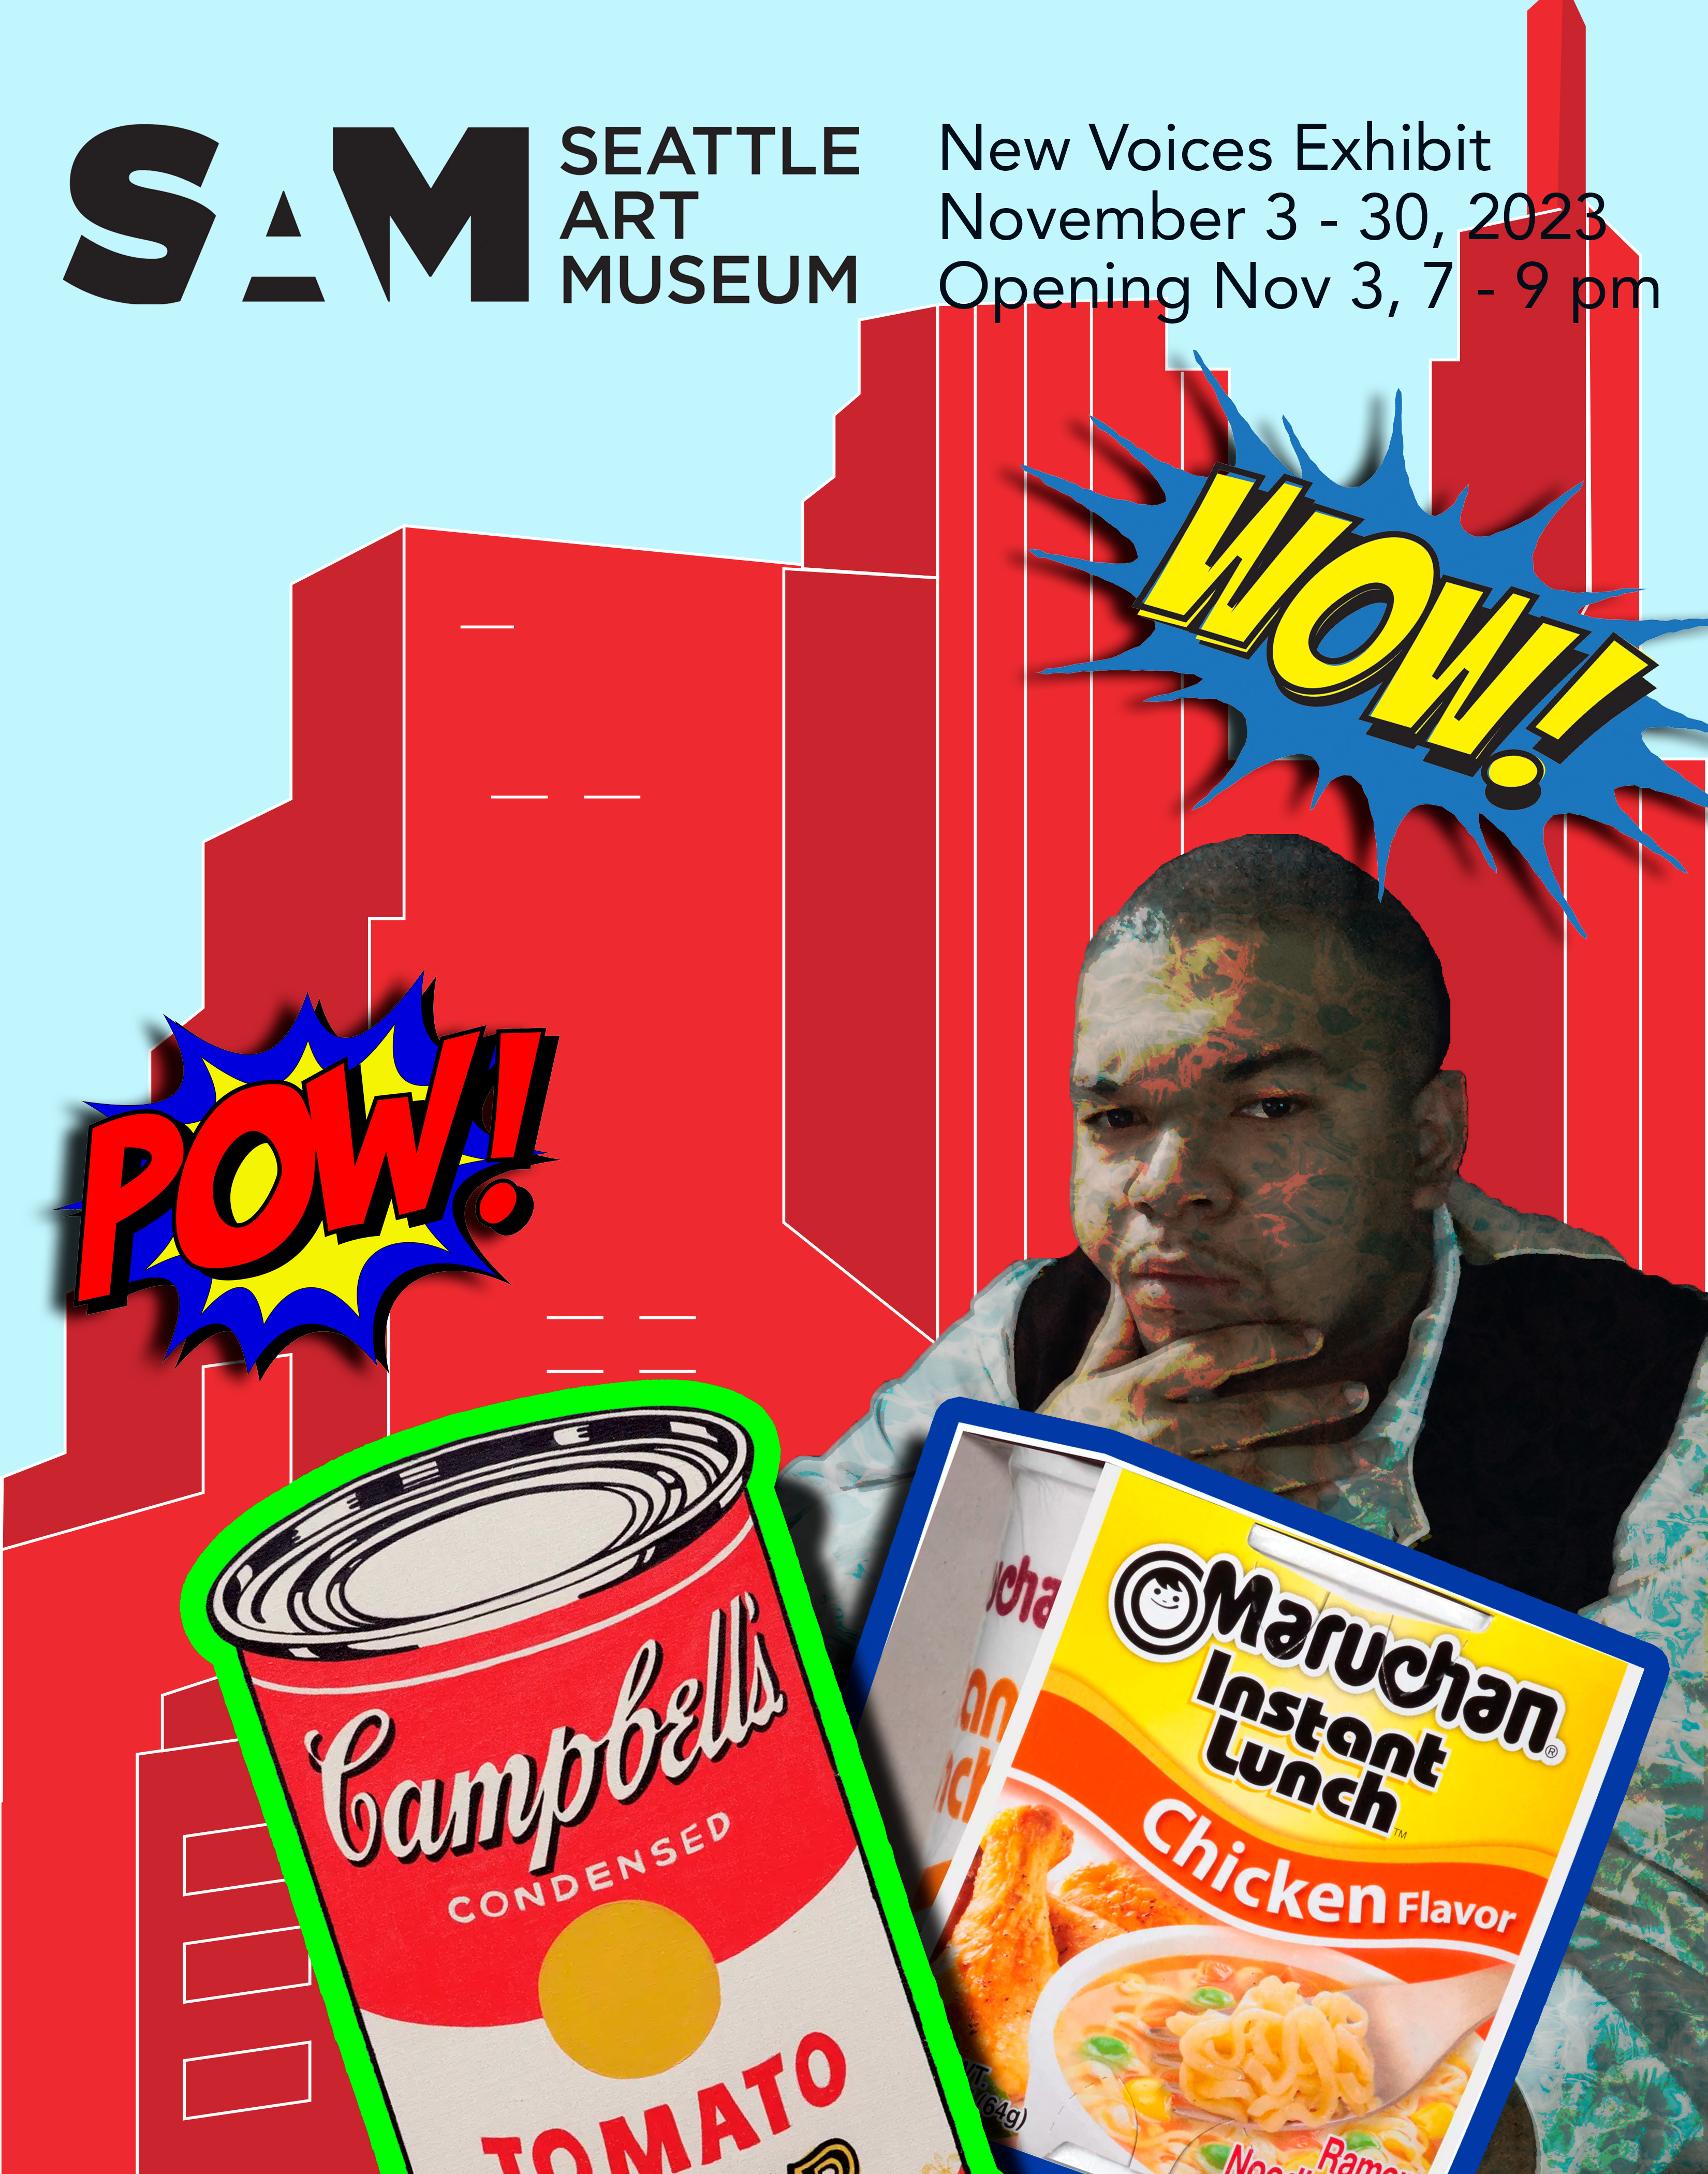 SAM
SEATTLE
ART
MUSEUM
New Voices Exhibit
November 3 - 30, 2023
Opening Nov 3, 7 - 9 pm
WOW!
POW!
Campbell's
CONDENSED
TOMATO
Maruchan®
Instant
Lunch™
Chicken Flavor
(64g)